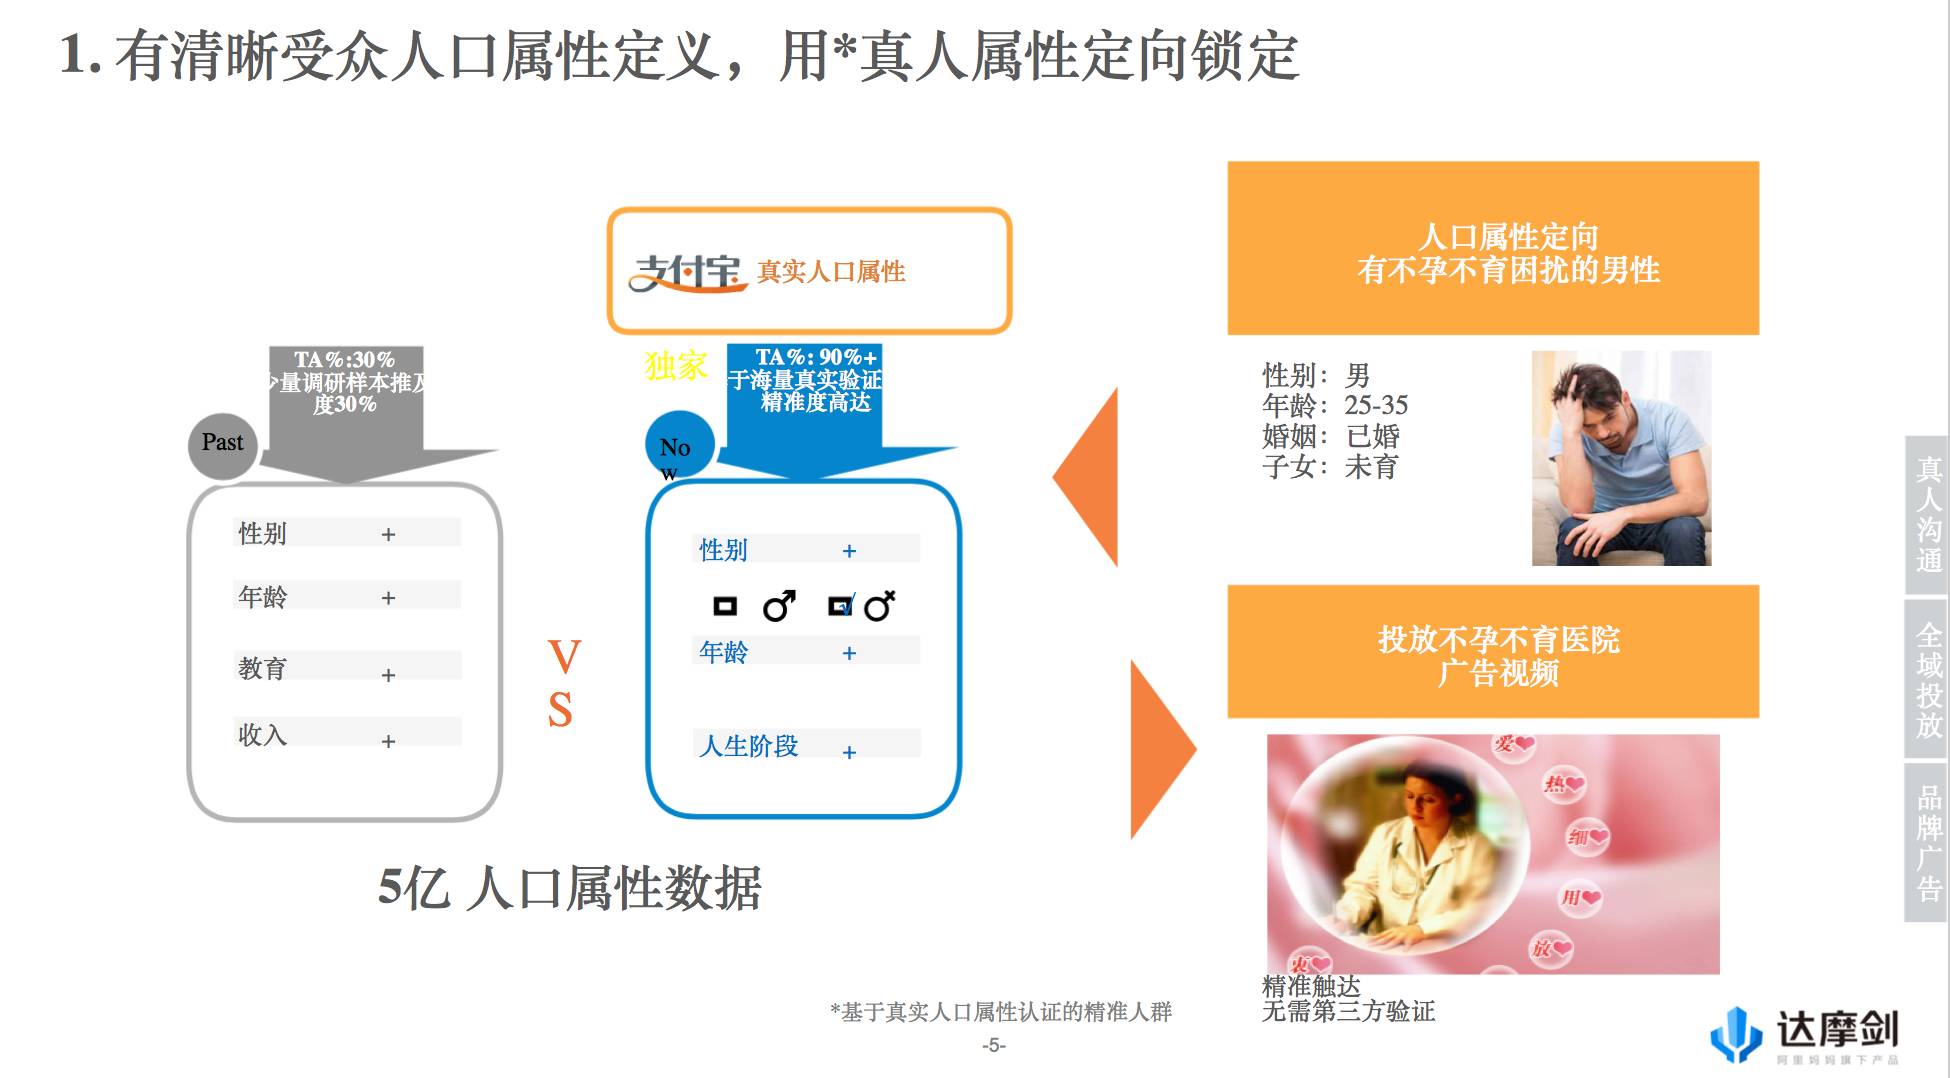 1. 有清晰受众人口属性定义，用*真人属性定向锁定
支付宝 真实人口属性
TA%:30%
量调研样本推及
度30%
Past
性别 +
年龄 +
教育 +
收入 +
V
S
独家
TA%: 90%+
于海量真实验证
精准度高达
No
w
性别 +
年龄 +
人生阶段 +
5亿 人口属性数据
人口属性定向
有不孕不育困扰的男性
性别：男
年龄：25-35
婚姻：已婚
子女：未育
投放不孕不育医院
广告视频
爱
热
细
用
放
衷
精准触达
无需第三方验证
*基于真实人口属性认证的精准人群
-5-
真人沟通
全域投放
品牌广告
达摩剑
阿里妈妈旗下产品